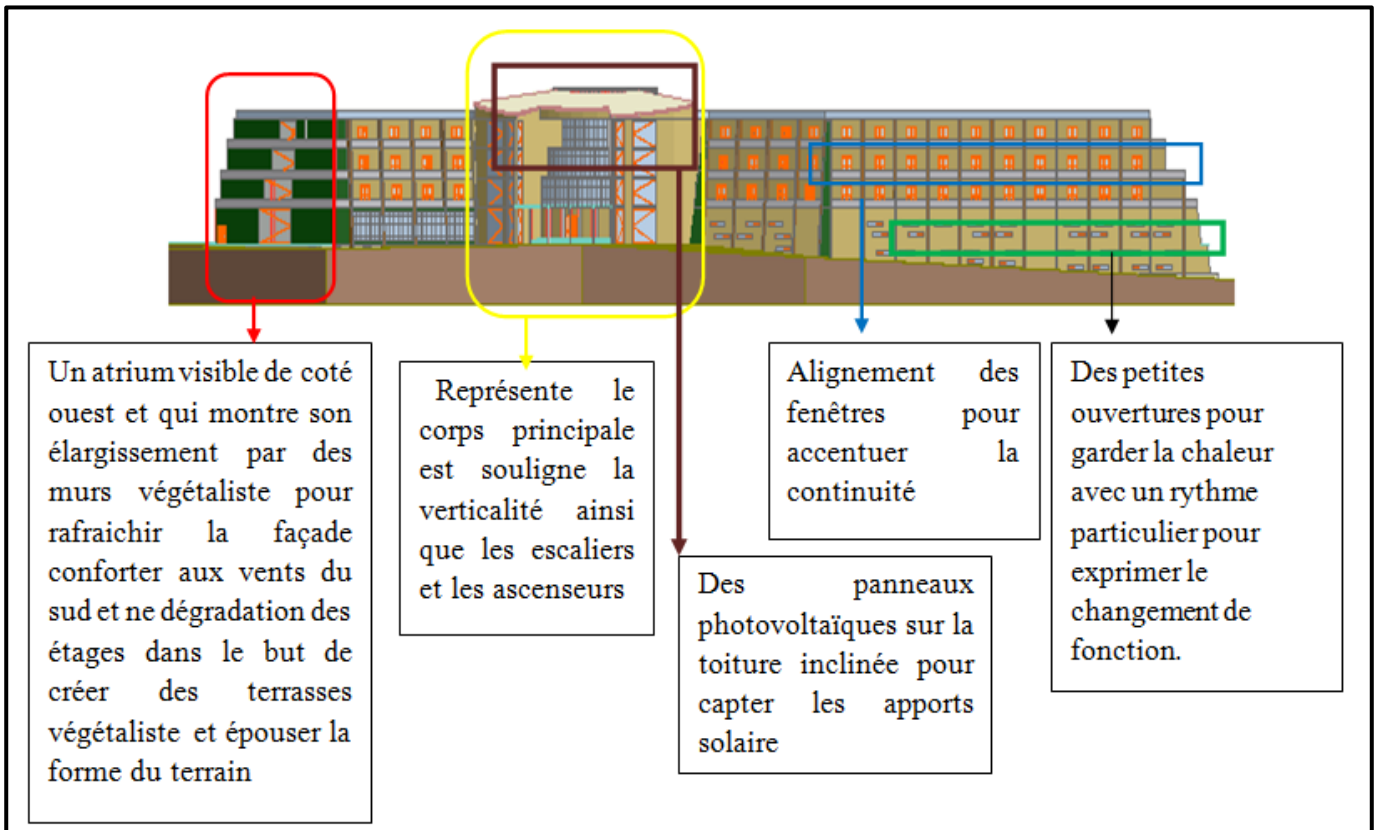 Un atrium visible de coté
ouest et qui montre son
élargissement par des
murs végétaliste pour
rafraichir la façade
conforter aux vents du
sud et ne dégradation des
étages dans le but de
créer des terrasses
végétaliste et épouser la
forme du terrain
Représente le
corps principale
est souligne la
verticalité ainsi
que les escaliers
et les ascenseurs
Des panneaux
photovoltaïques sur la
toiture inclinée pour
capter les apports
solaire
Alignement des
fenêtres pour
accentuer la
continuité
Des petites
ouvertures pour
garder la chaleur
avec un rythme
particulier pour
exprimer le
changement de
fonction.